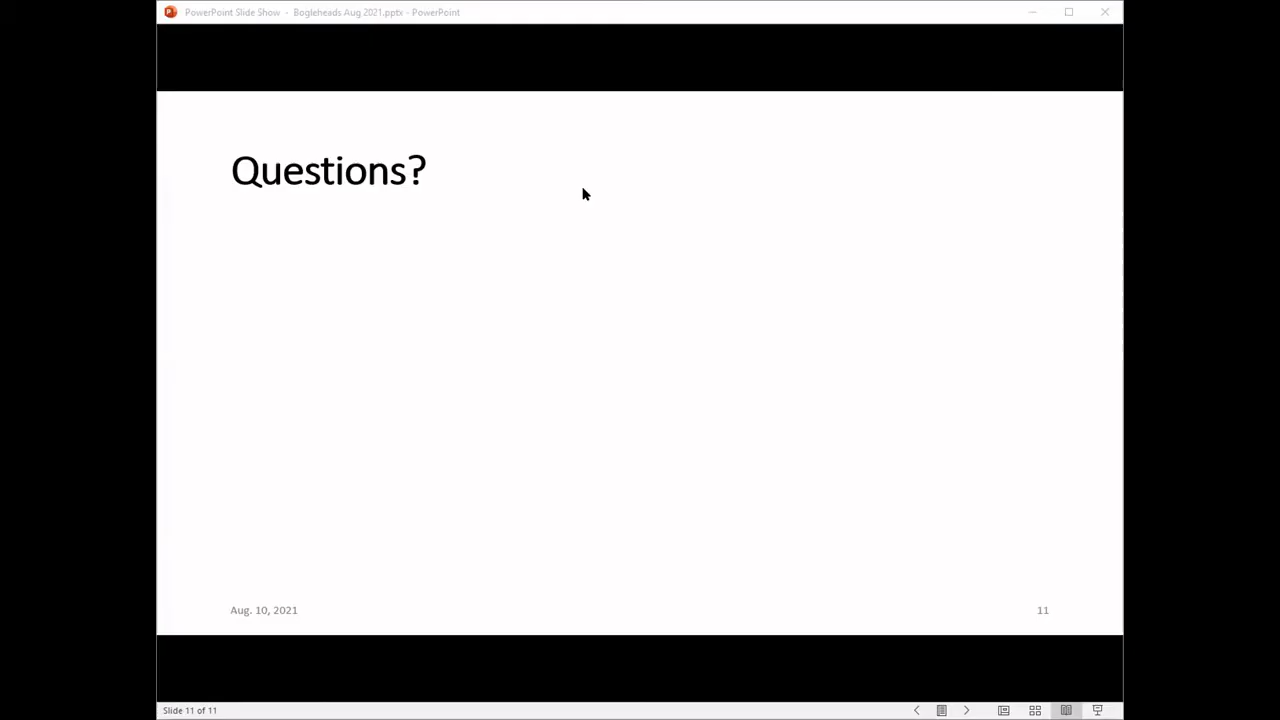 PowerPoint Slide Show - Bogleheads Aug 2021.pptx - PowerPoint
Questions?
Aug. 10, 2021
11
Slide 11 of 11